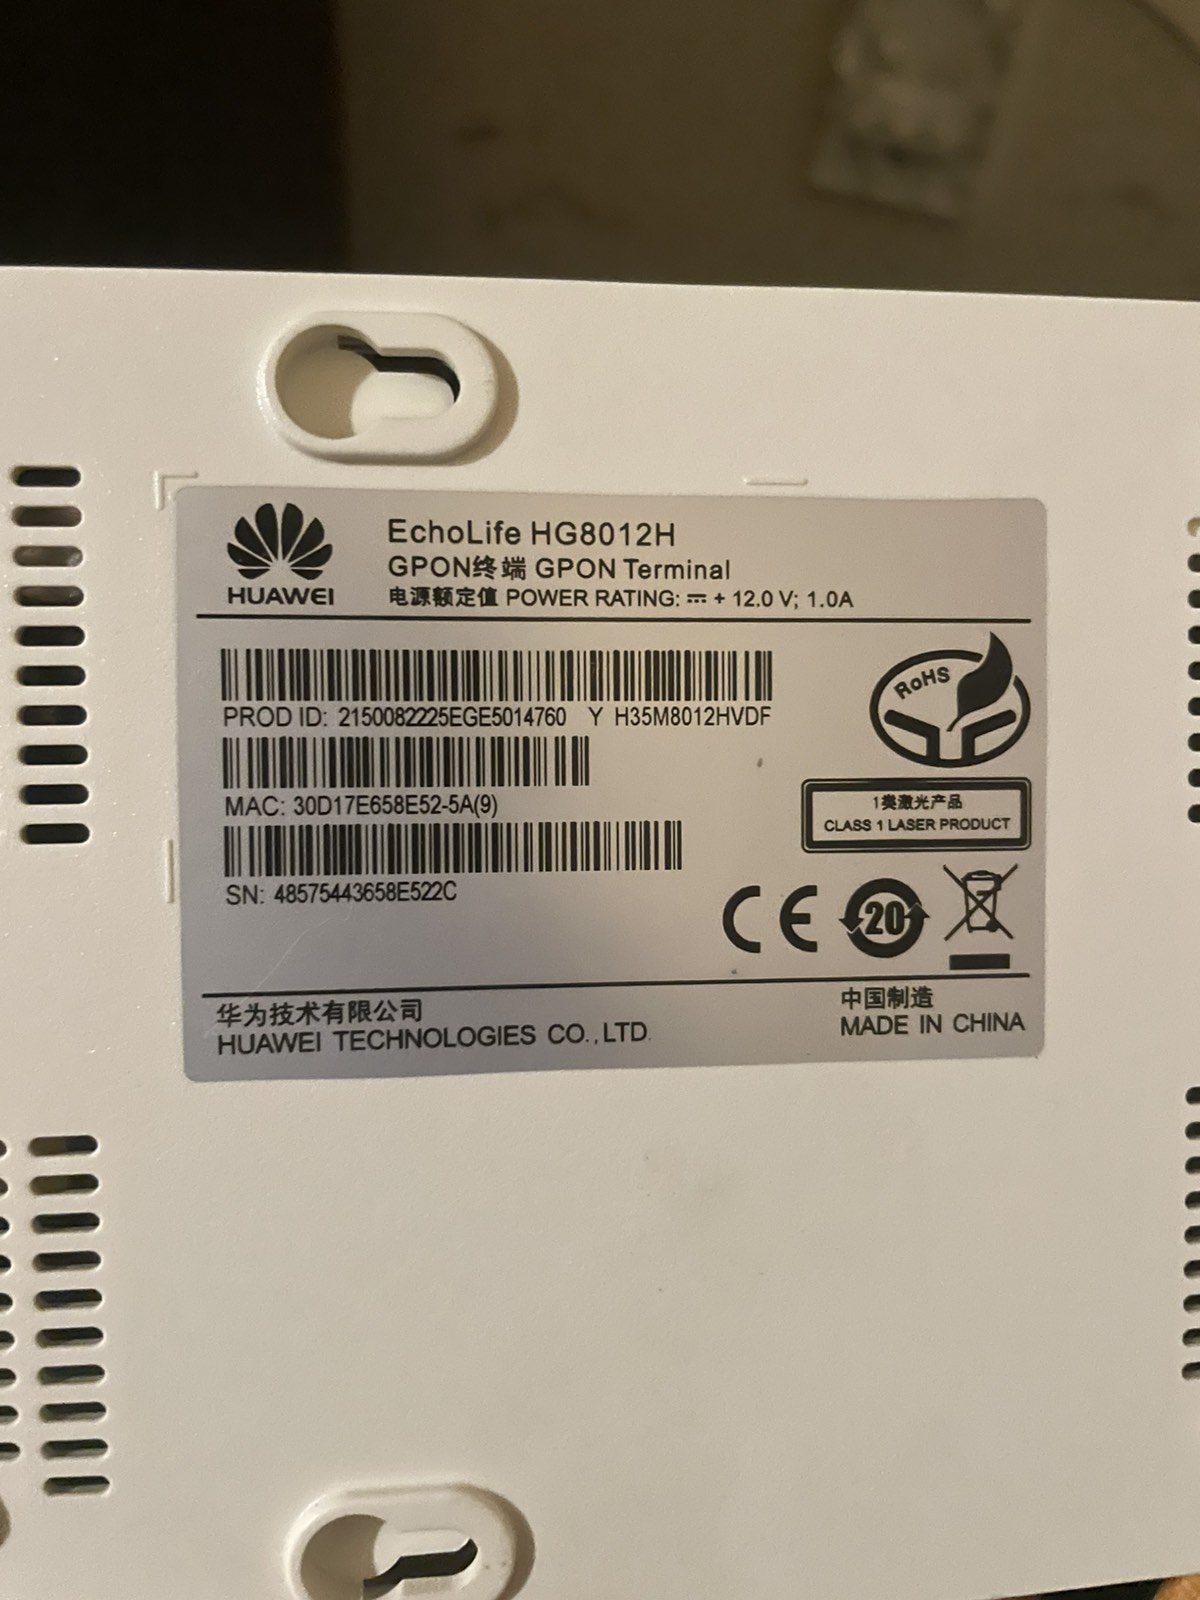 HUAWEI
EchoLife HG8012H
GPON终端 GPON Terminal
电源额定值 POWER RATING: ⎓ + 12.0 V; 1.0A
PROD ID: 2150082225EGE5014760 Y H35M8012HVDF
RoHS
MAC: 30D17E658E52-5A(9)
1类激光产品
CLASS 1 LASER PRODUCT
SN: 48575443658E522C
CE
20
华为技术有限公司
HUAWEI TECHNOLOGIES CO.,LTD.
中国制造
MADE IN CHINA